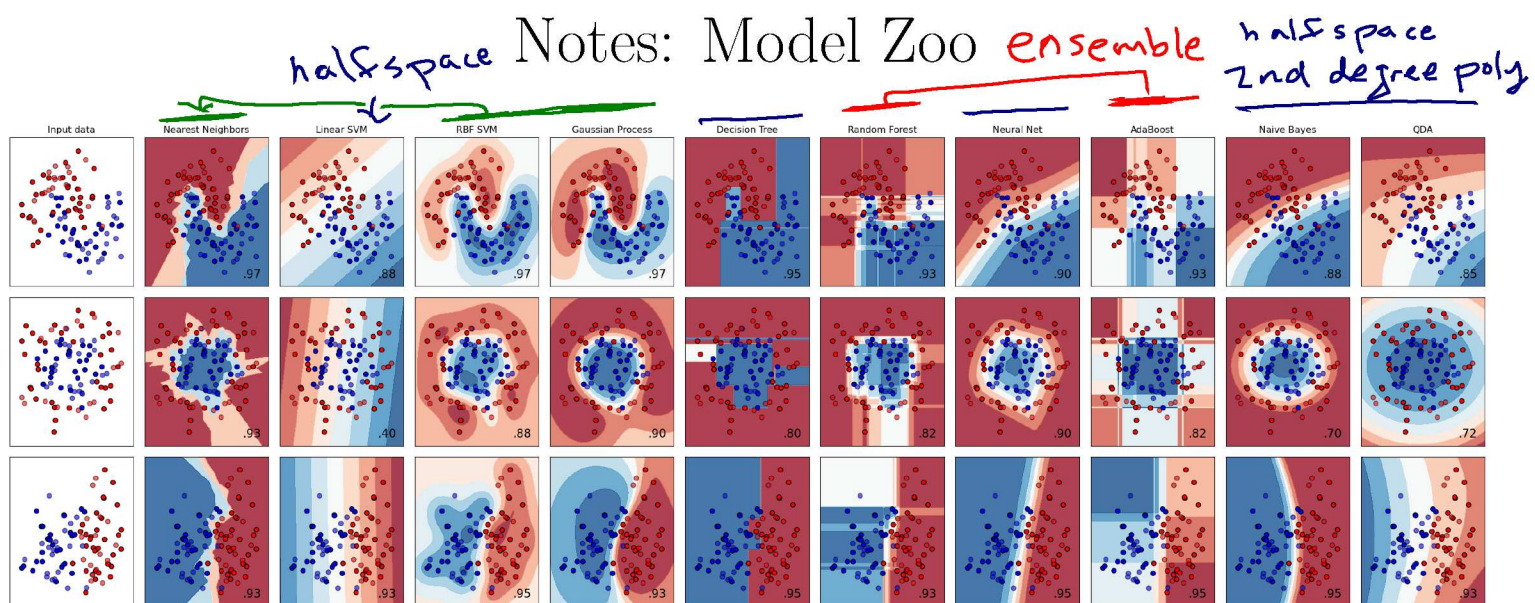 Notes: Model Zoo
halfspace
ensemble
halfspace
2nd degree poly
Input data
Nearest Neighbors
Linear SVM
RBF SVM
Gaussian Process
Decision Tree
Random Forest
Neural Net
AdaBoost
Naive Bayes
QDA
.97
.88
.97
.97
.95
.93
.90
.93
.88
.85
.93
.40
.88
.90
.80
.82
.90
.82
.70
.72
.93
.93
.95
.93
.95
.93
.95
.95
.95
.93